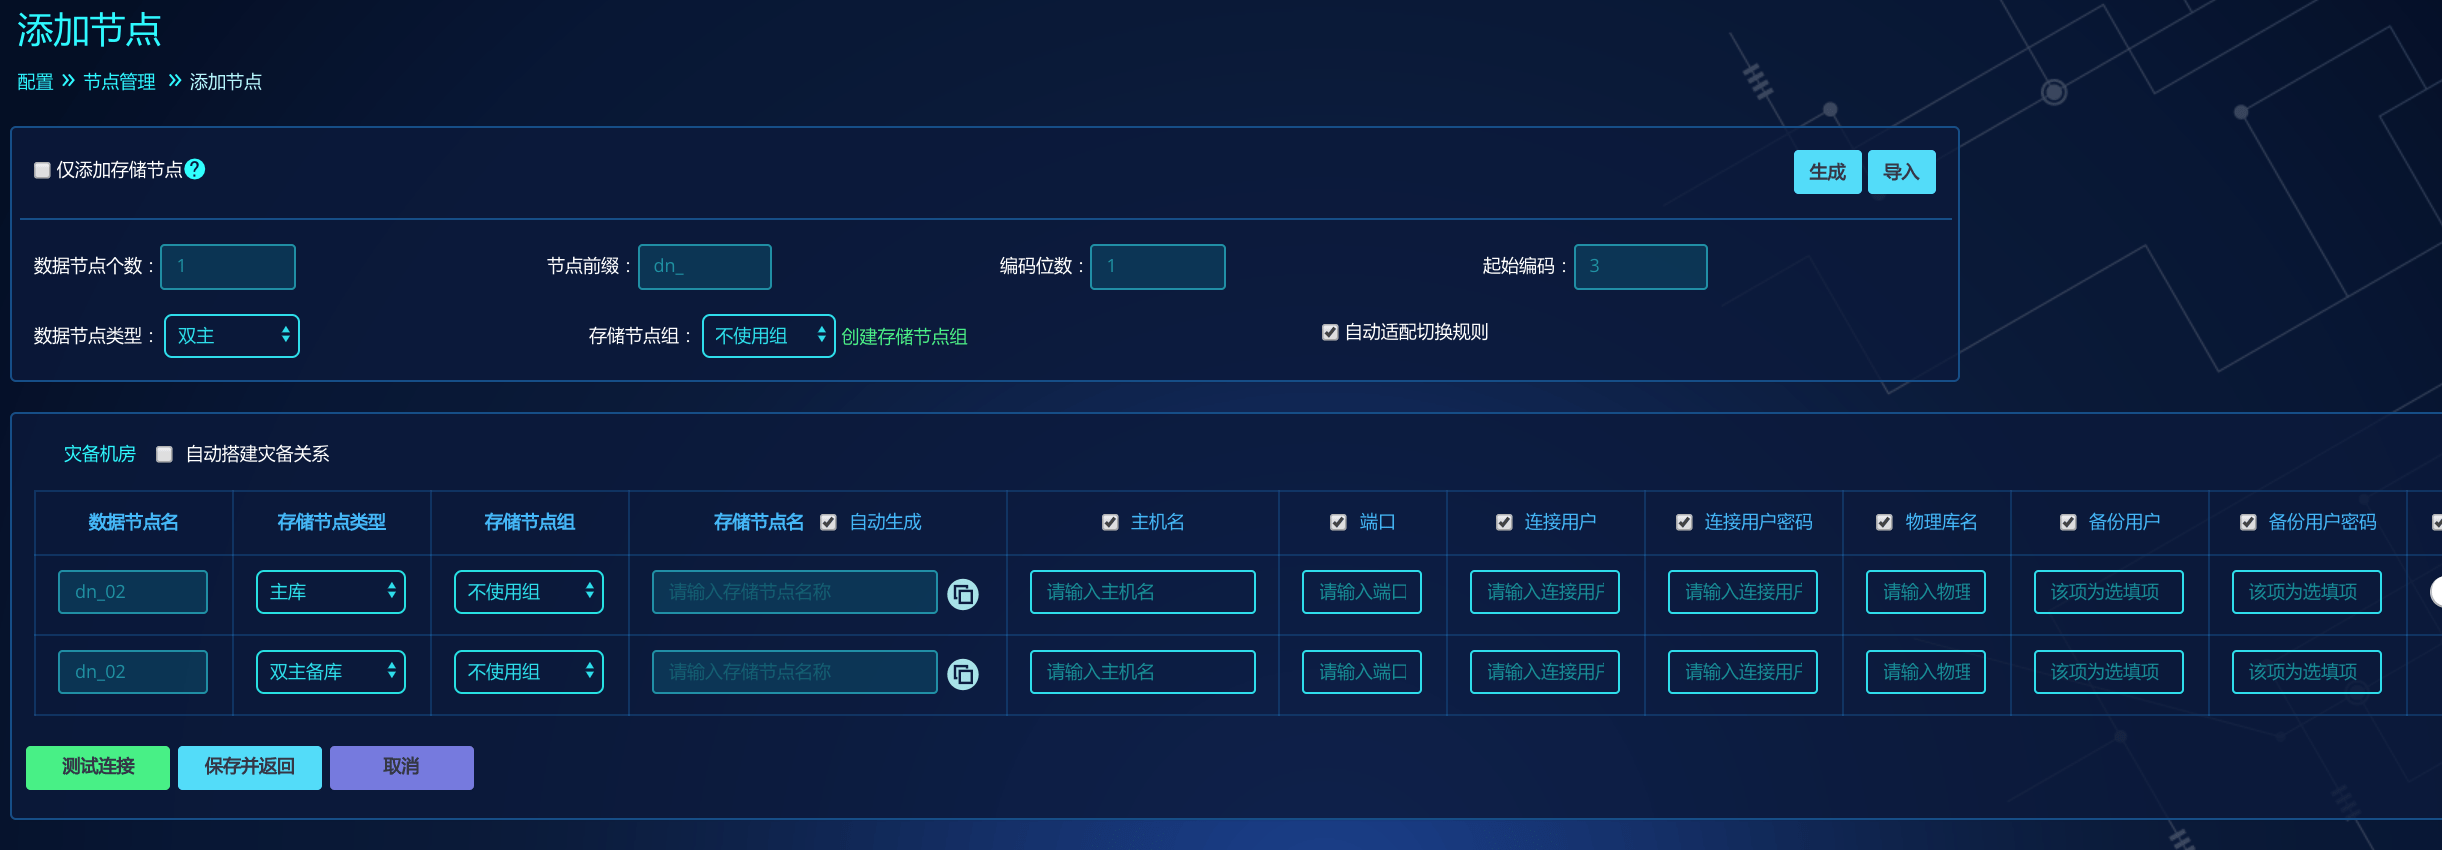 添加节点
配置 » 节点管理 » 添加节点
仅添加存储节点 ? 生成 导入
数据节点个数： 1 节点前缀： dn_ 编码位数： 1 起始编码： 3
数据节点类型： 双主 存储节点组： 不使用组 创建存储节点组 自动适配切换规则
灾备机房 自动搭建灾备关系
数据节点名 存储节点类型 存储节点组 存储节点名 自动生成 主机名 端口 连接用户 连接用户密码 物理库名 备份用户 备份用户密码
dn_02 主库 不使用组 请输入存储节点名称 请输入主机名 请输入端口 请输入连接用户 请输入连接用户 请输入物理 该项为选填项 该项为选填项
dn_02 双主备库 不使用组 请输入存储节点名称 请输入主机名 请输入端口 请输入连接用户 请输入连接用户 请输入物理 该项为选填项 该项为选填项
测试连接 保存并返回 取消